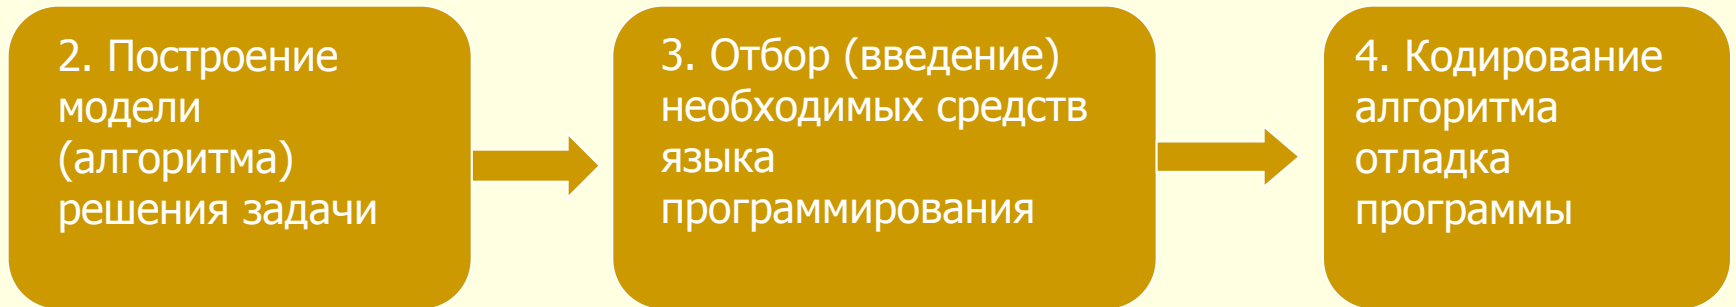 2. Построение
модели
(алгоритма)
решения задачи
3. Отбор (введение)
необходимых средств
языка
программирования
4. Кодирование
алгоритма
отладка
программы